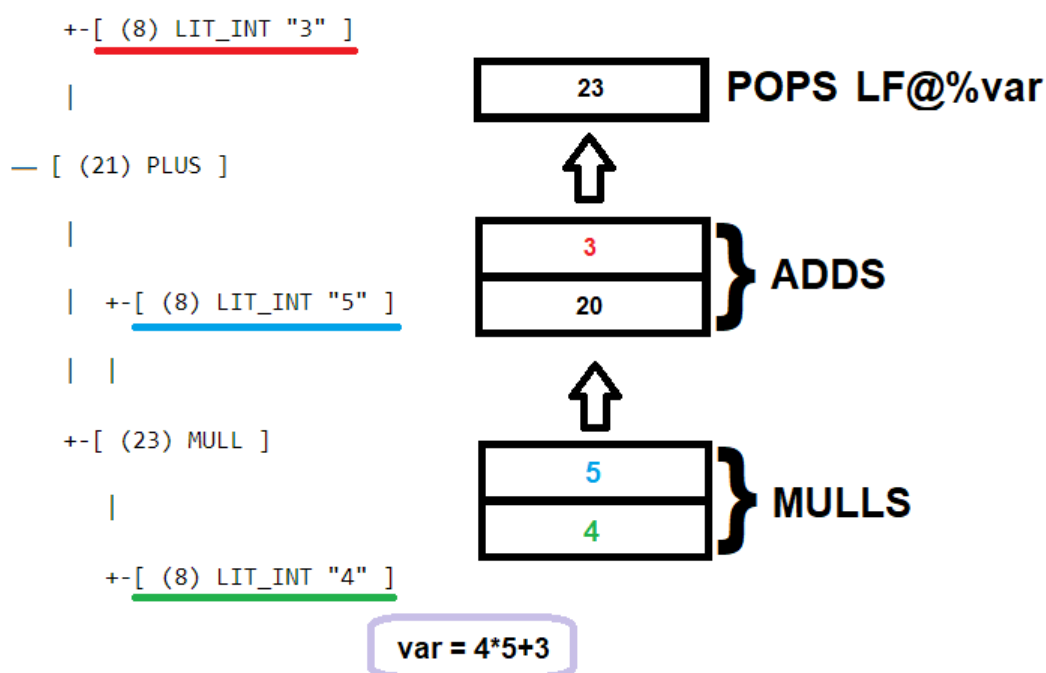 +-[ (8) LIT_INT "3" ]
|
— [ (21) PLUS ]
|
| +-[ (8) LIT_INT "5" ]
| |
+-[ (23) MULL ]
|
+-[ (8) LIT_INT "4" ]
23
POPS LF@%var
3
20
} ADDS
5
4
} MULLS
var = 4*5+3